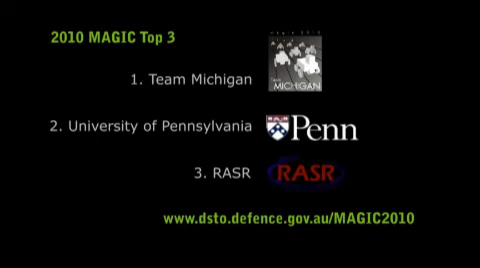 2010 MAGIC Top 3
1. Team Michigan
MICHIGAN
2. University of Pennsylvania
Penn
3. RASR
RASR
www.dsto.defence.gov.au/MAGIC2010